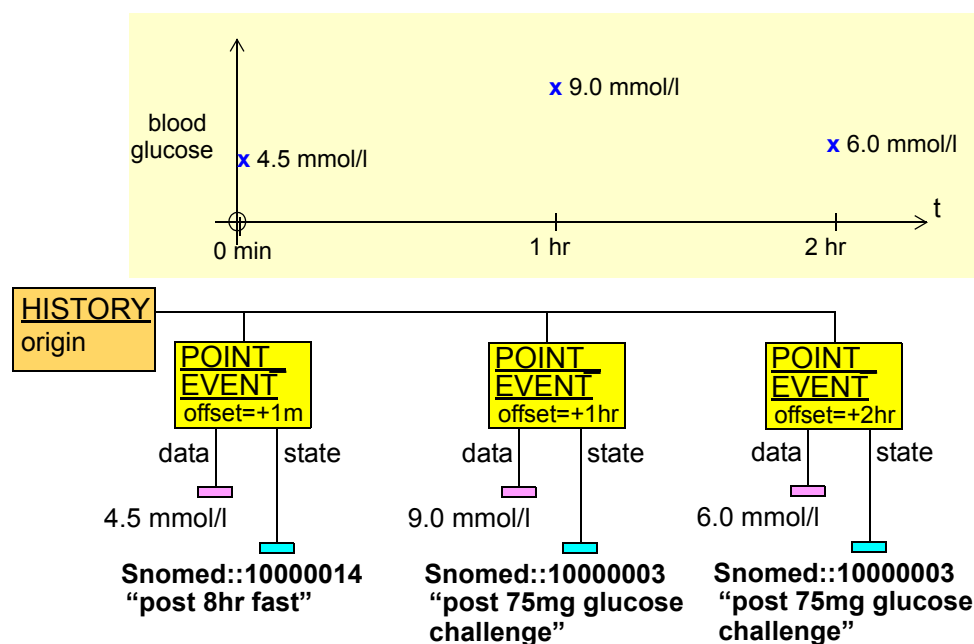 blood
glucose
x 9.0 mmol/l
x 4.5 mmol/l
x 6.0 mmol/l
t
0 min
1 hr
2 hr
HISTORY
origin
POINT_
EVENT
offset=+1m
POINT_
EVENT
offset=+1hr
POINT_
EVENT
offset=+2hr
data
state
data
state
data
state
4.5 mmol/l
9.0 mmol/l
6.0 mmol/l
Snomed::10000014
“post 8hr fast”
Snomed::10000003
“post 75mg glucose
challenge”
Snomed::10000003
“post 75mg glucose
challenge”